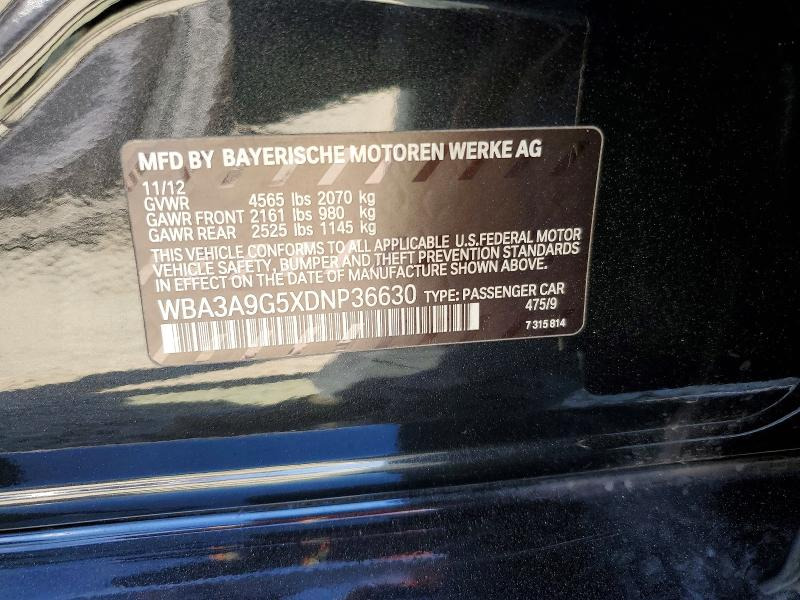 MFD BY BAYERISCHE MOTOREN WERKE AG
11/12
GVWR 4565 lbs 2070 kg
GAWR FRONT 2161 lbs 980 kg
GAWR REAR 2525 lbs 1145 kg
THIS VEHICLE CONFORMS TO ALL APPLICABLE U.S.FEDERAL MOTOR
VEHICLE SAFETY, BUMPER AND THEFT PREVENTION STANDARDS
IN EFFECT ON THE DATE OF MANUFACTURE SHOWN ABOVE.
WBA3A9G5XDNP36630 TYPE: PASSENGER CAR
475/9
7 315 814